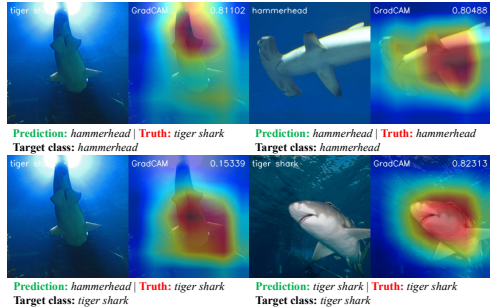 tiger shark GradCAM 0.81102 hammerhead GradCAM 0.80488
Prediction: hammerhead | Truth: tiger shark Prediction: hammerhead | Truth: hammerhead
Target class: hammerhead Target class: hammerhead
tiger shark GradCAM 0.15339 tiger shark GradCAM 0.82313
Prediction: hammerhead | Truth: tiger shark Prediction: tiger shark | Truth: tiger shark
Target class: tiger shark Target class: tiger shark